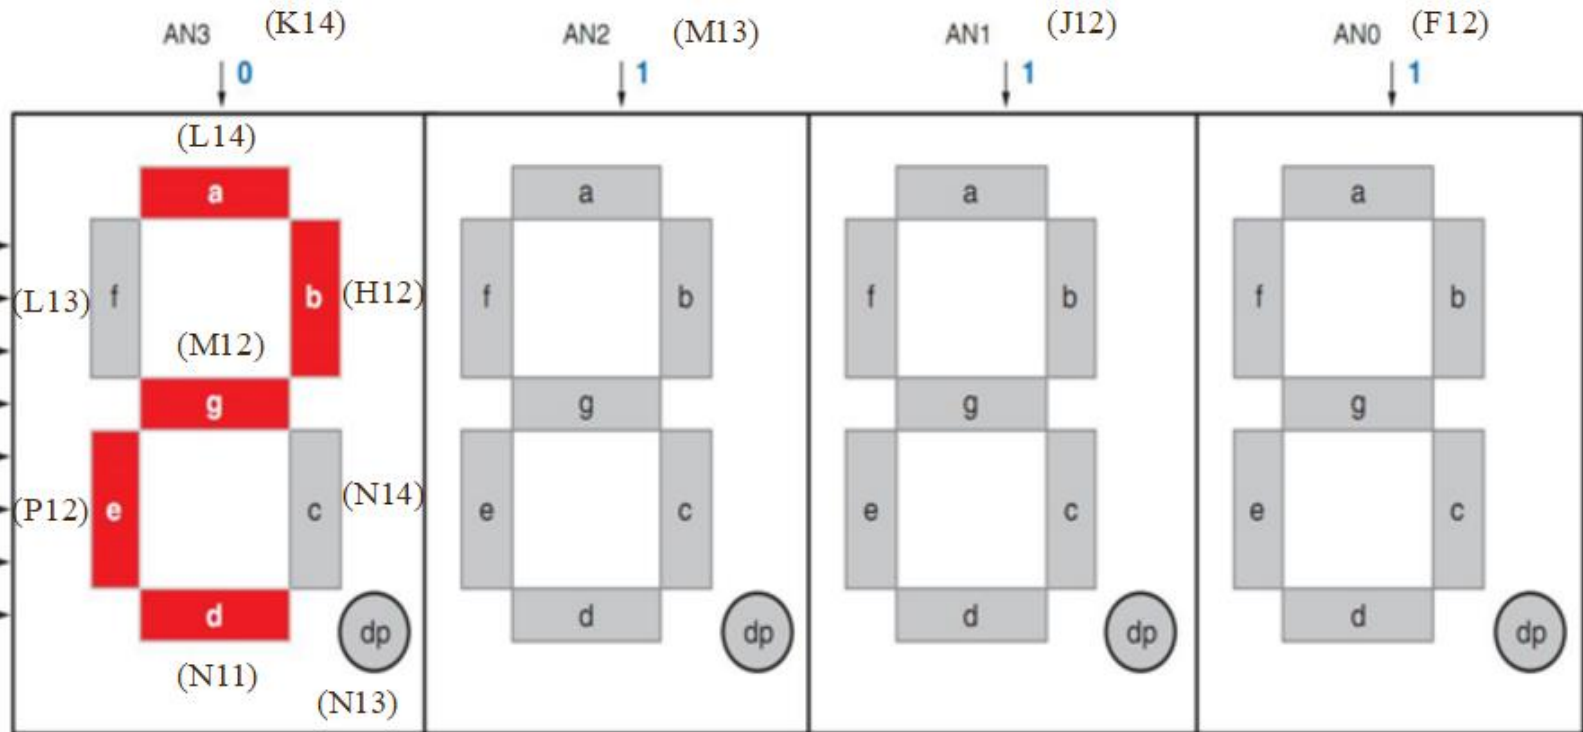 AN3 (K14) AN2 (M13) AN1 (J12) AN0 (F12)
0 1 1 1
(L14)
a a a a
(L13) f b (H12) f b f b f b
(M12)
g g g g
(P12) e c (N14) e c e c e c
d dp d dp d dp d dp
(N11)
(N13)